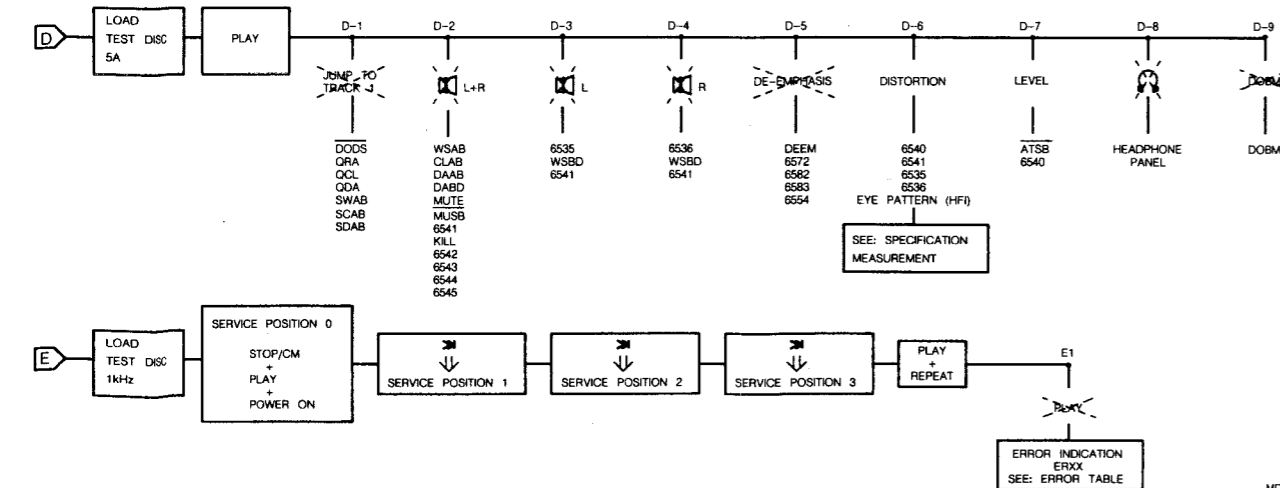 D
LOAD
TEST DISC
5A
PLAY
D-1
JUMP TO
TRACK 1
DODS
QRA
QCL
QDA
SWAB
SCAB
SDAB
D-2
L+R
WSAB
CLAB
DAAB
DABD
MUTE
MUSB
6541
KILL
6542
6543
6544
6545
D-3
L
6535
WSBD
6541
D-4
R
6536
WSBD
6541
D-5
DE-EMPHASIS
DEEM
6572
6582
6583
6554
D-6
DISTORTION
6540
6541
6535
6536
EYE PATTERN (HFI)
SEE: SPECIFICATION
MEASUREMENT
D-7
LEVEL
ATSB
6540
D-8
HEADPHONE
PANEL
D-9
DOBM
E
LOAD
TEST DISC
1kHz
SERVICE POSITION 0
STOP/CM
+
PLAY
+
POWER ON
SERVICE POSITION 1
SERVICE POSITION 2
SERVICE POSITION 3
PLAY
+
REPEAT
E1
PLAY
ERROR INDICATION
ERXX
SEE: ERROR TABLE